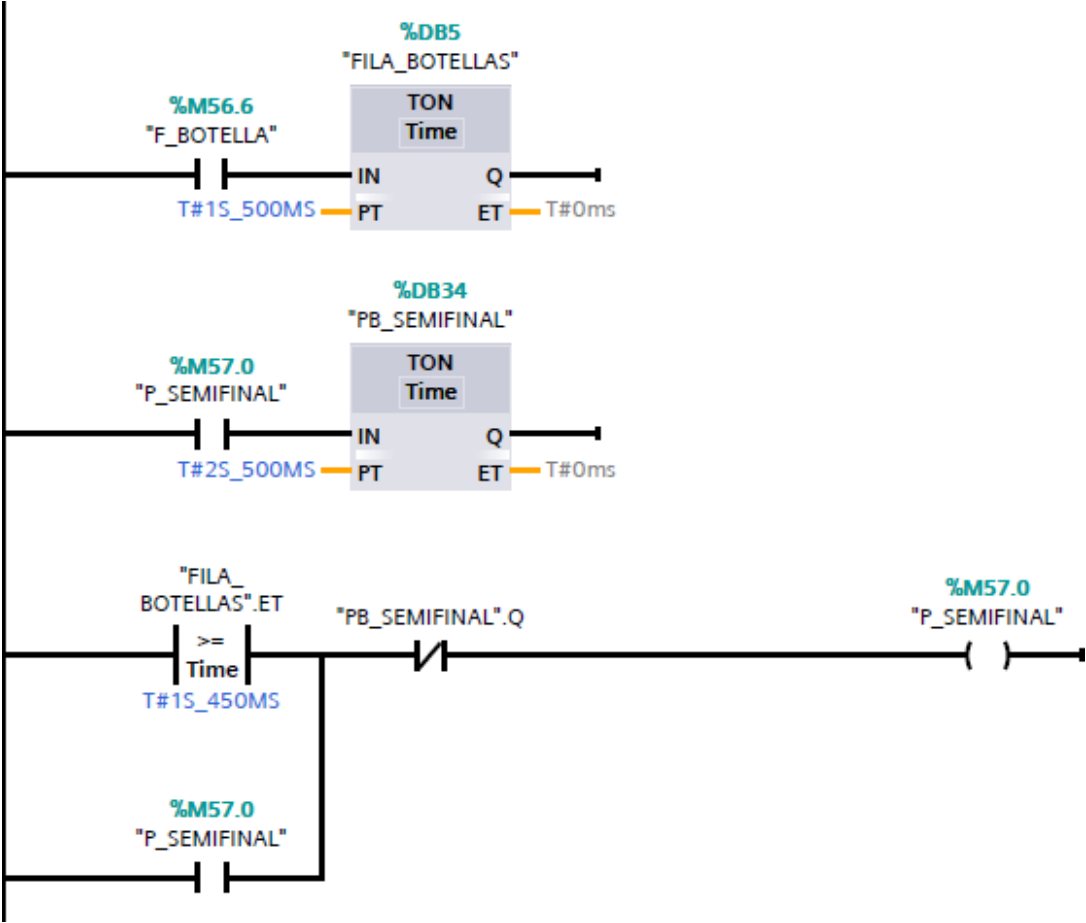 %DB5
"FILA_BOTELLAS"
%M56.6
"F_BOTELLA"
TON
Time
IN
Q
T#1S_500MS
PT
ET
T#0ms
%DB34
"PB_SEMIFINAL"
%M57.0
"P_SEMIFINAL"
TON
Time
IN
Q
T#2S_500MS
PT
ET
T#0ms
"FILA_
BOTELLAS".ET
>=
Time
T#1S_450MS
"PB_SEMIFINAL".Q
%M57.0
"P_SEMIFINAL"
%M57.0
"P_SEMIFINAL"